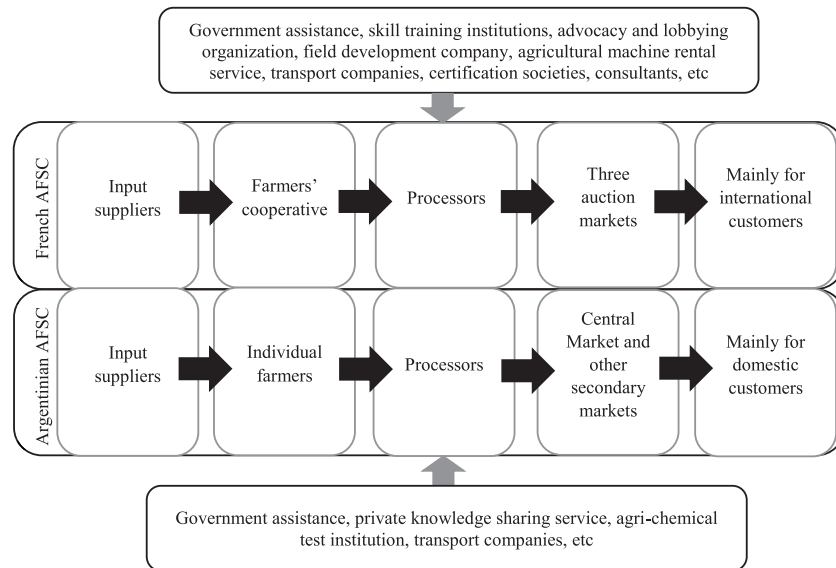 Government assistance, skill training institutions, advocacy and lobbying
organization, field development company, agricultural machine rental
service, transport companies, certification societies, consultants, etc
French AFSC
Input
suppliers
Farmers'
cooperative
Processors
Three
auction
markets
Mainly for
international
customers
Argentinian AFSC
Input
suppliers
Individual
farmers
Processors
Central
Market and
other
secondary
markets
Mainly for
domestic
customers
Government assistance, private knowledge sharing service, agri-chemical
test institution, transport companies, etc